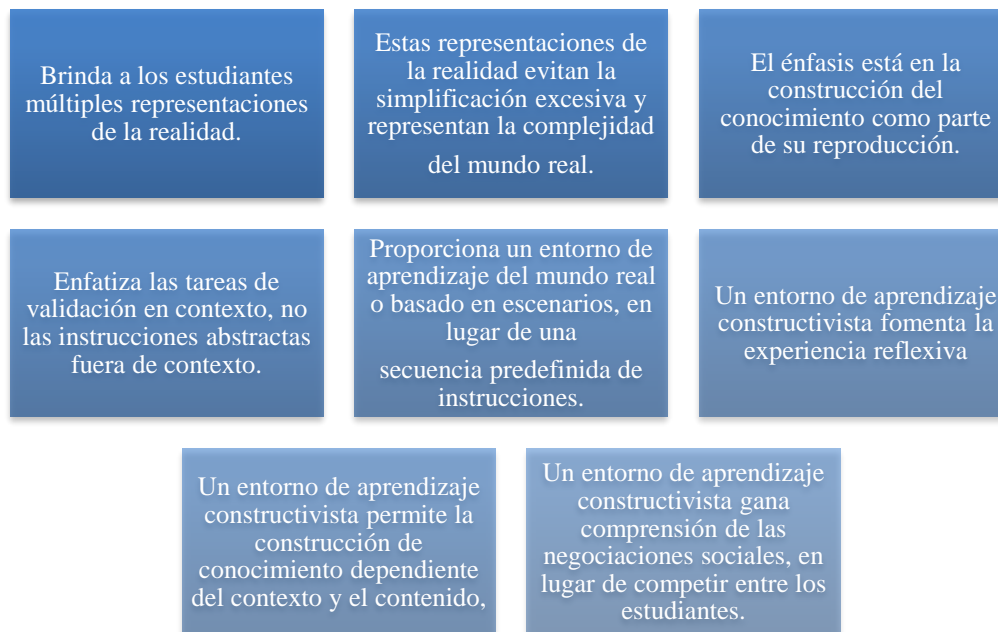 Brinda a los estudiantes
múltiples representaciones
de la realidad.
Estas representaciones de
la realidad evitan la
simplificación excesiva y
representan la complejidad
del mundo real.
El énfasis está en la
construcción del
conocimiento como parte
de su reproducción.
Enfatiza las tareas de
validación en contexto, no
las instrucciones abstractas
fuera de contexto.
Proporciona un entorno de
aprendizaje del mundo real
o basado en escenarios, en
lugar de una
secuencia predefinida de
instrucciones.
Un entorno de aprendizaje
constructivista fomenta la
experiencia reflexiva
Un entorno de aprendizaje
constructivista permite la
construcción de
conocimiento dependiente
del contexto y el contenido,
Un entorno de aprendizaje
constructivista gana
comprensión de las
negociaciones sociales, en
lugar de competir entre los
estudiantes.